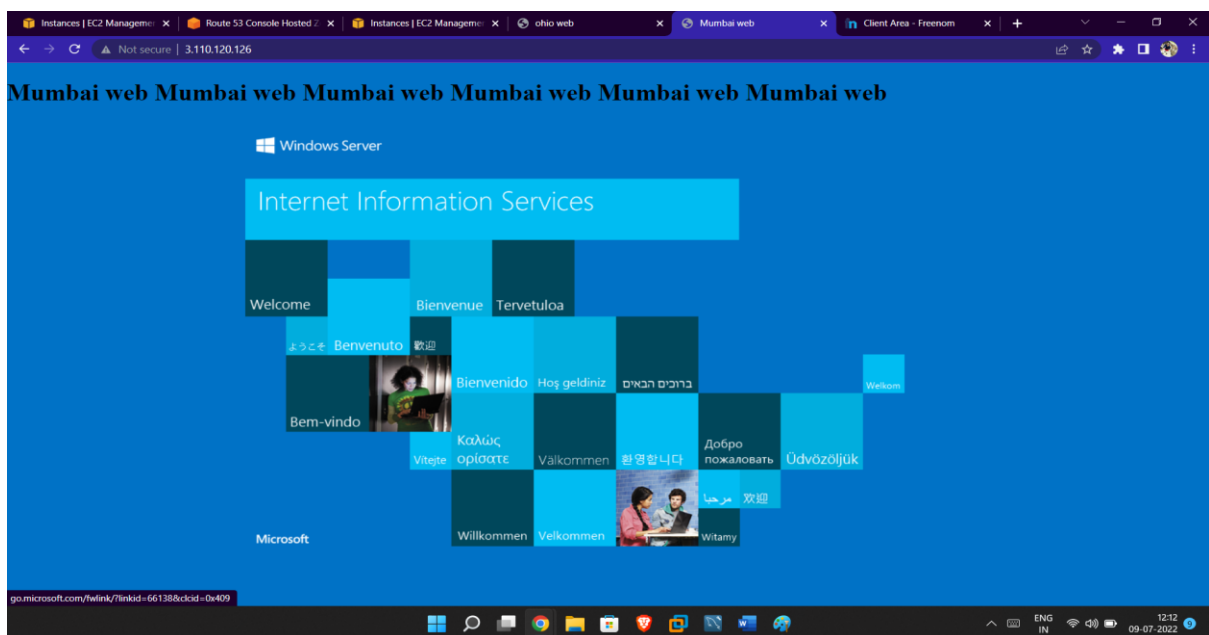 Instances | EC2 Managemen
Route 53 Console Hosted Z
Instances | EC2 Managemen
ohio web
Mumbai web
Client Area - Freenom
Not secure | 3.110.120.126
Mumbai web Mumbai web Mumbai web Mumbai web Mumbai web Mumbai web
Windows Server
Internet Information Services
Welcome
Bienvenue
Tervetuloa
ようこそ
Benvenuto
歡迎
Bienvenido
Hoş geldiniz
ברוכים הבאים
Welkom
Bem-vindo
Vítejte
Καλώς
ορίσατε
Välkommen
환영합니다
Добро
пожаловать
Üdvözöljük
مرحبا
欢迎
Microsoft
Willkommen
Velkommen
Witamy
go.microsoft.com/fwlink/?linkid=66138&clcid=0x409
ENG
IN
12:12
09-07-2022
9